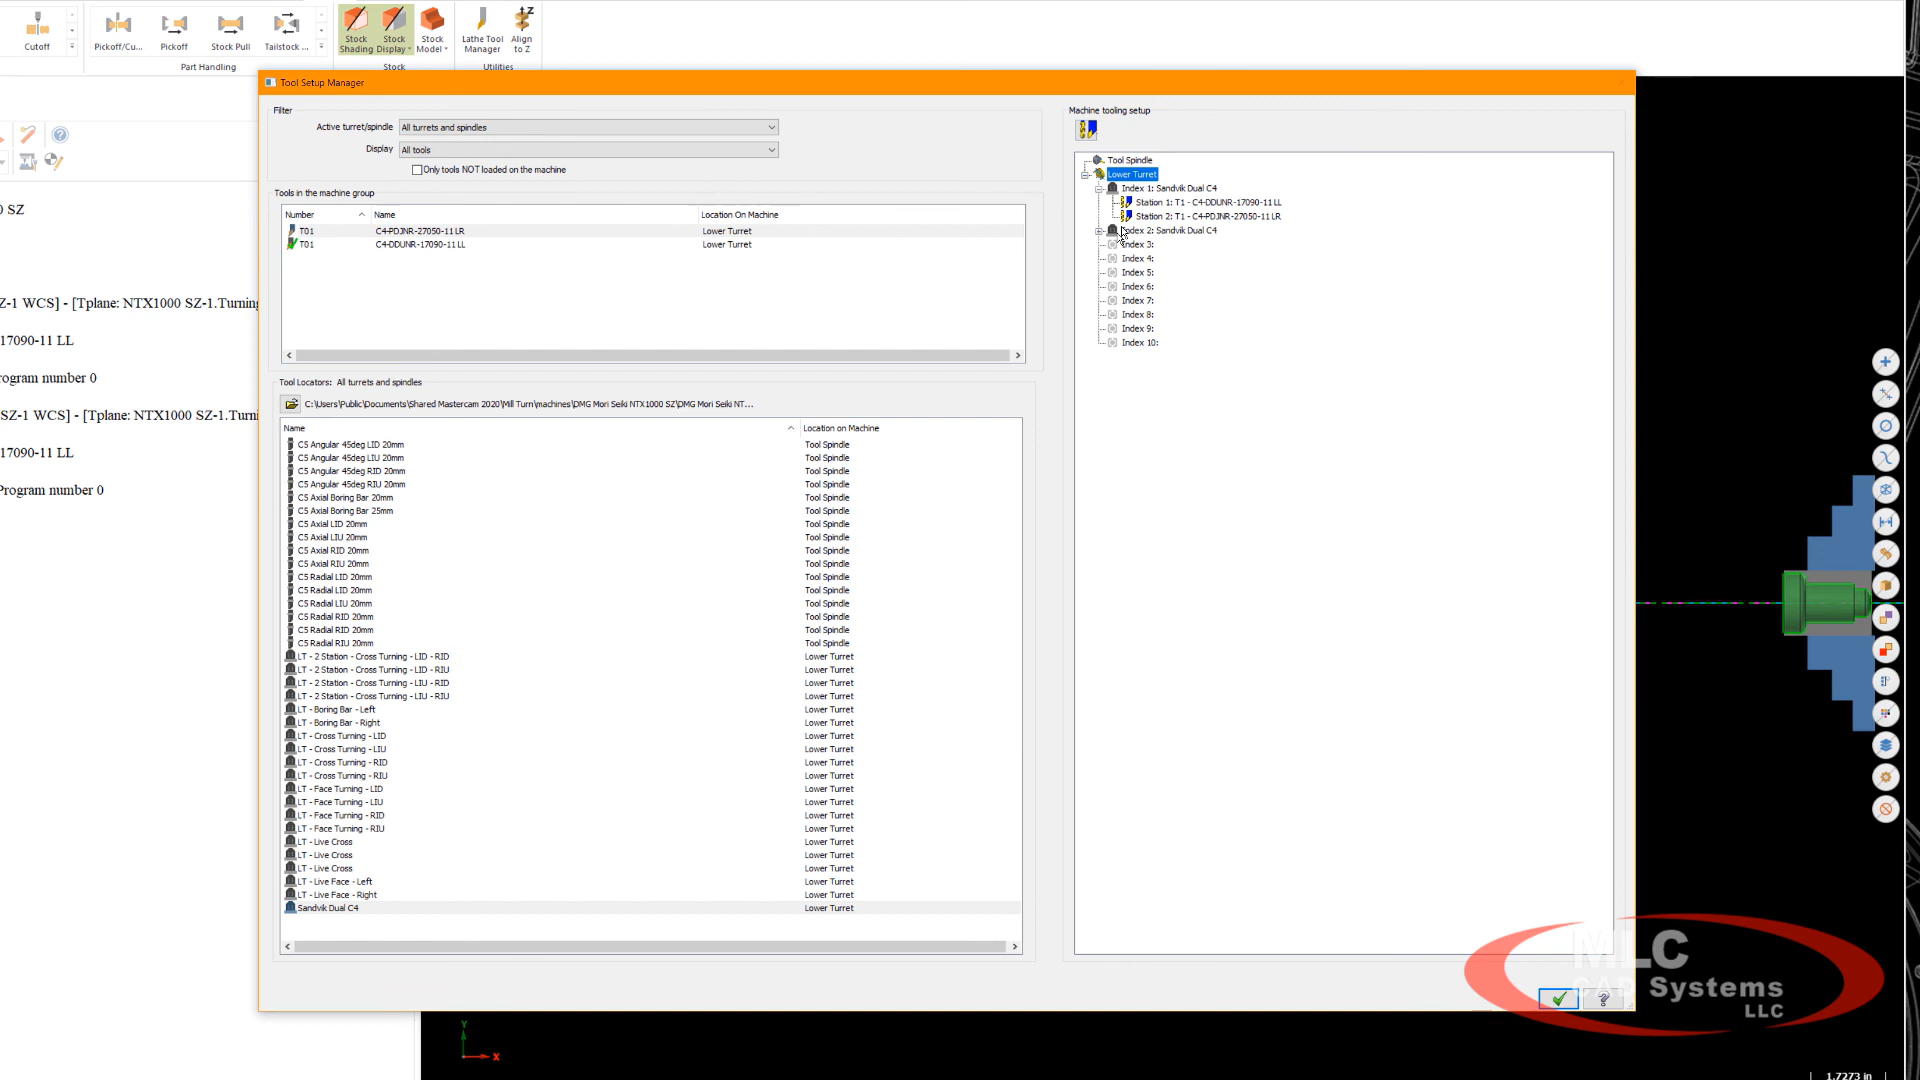 Cutoff
Pickoff/Cu...
Pickoff
Stock Pull
Tailstock ...
Part Handling
Stock Shading
Stock Display
Stock Model
Stock
Lathe Tool Manager
Z
Align to Z
Utilities
Tool Setup Manager
Filter
Active turret/spindle
All turrets and spindles
Display
All tools
Only tools NOT loaded on the machine
Tools in the machine group
Number Name Location On Machine
T01 C4-PDJNR-27050-11 LR Lower Turret
T01 C4-DDUNR-17090-11 LL Lower Turret
Tool Locators: All turrets and spindles
C:\Users\Public\Documents\Shared Mastercam 2020\Mill Turn\machines\DMG Mori Seiki NTX1000 SZ\DMG Mori Seiki NT...
Name Location on Machine
C5 Angular 45deg LID 20mm Tool Spindle
C5 Angular 45deg LIU 20mm Tool Spindle
C5 Angular 45deg RID 20mm Tool Spindle
C5 Angular 45deg RIU 20mm Tool Spindle
C5 Axial Boring Bar 20mm Tool Spindle
C5 Axial Boring Bar 25mm Tool Spindle
C5 Axial LID 20mm Tool Spindle
C5 Axial LIU 20mm Tool Spindle
C5 Axial RID 20mm Tool Spindle
C5 Axial RIU 20mm Tool Spindle
C5 Radial LID 20mm Tool Spindle
C5 Radial LID 20mm Tool Spindle
C5 Radial LIU 20mm Tool Spindle
C5 Radial RID 20mm Tool Spindle
C5 Radial RID 20mm Tool Spindle
C5 Radial RIU 20mm Tool Spindle
LT - 2 Station - Cross Turning - LID - RID Lower Turret
LT - 2 Station - Cross Turning - LID - RIU Lower Turret
LT - 2 Station - Cross Turning - LIU - RID Lower Turret
LT - 2 Station - Cross Turning - LIU - RIU Lower Turret
LT - Boring Bar - Left Lower Turret
LT - Boring Bar - Right Lower Turret
LT - Cross Turning - LID Lower Turret
LT - Cross Turning - LIU Lower Turret
LT - Cross Turning - RID Lower Turret
LT - Cross Turning - RIU Lower Turret
LT - Face Turning - LID Lower Turret
LT - Face Turning - LIU Lower Turret
LT - Face Turning - RID Lower Turret
LT - Face Turning - RIU Lower Turret
LT - Live Cross Lower Turret
LT - Live Cross Lower Turret
LT - Live Cross Lower Turret
LT - Live Face - Left Lower Turret
LT - Live Face - Right Lower Turret
Sandvik Dual C4 Lower Turret
Machine tooling setup
Tool Spindle
Lower Turret
Index 1: Sandvik Dual C4
Station 1: T1 - C4-DDUNR-17090-11 LL
Station 2: T1 - C4-PDJNR-27050-11 LR
Index 2: Sandvik Dual C4
Index 3:
Index 4:
Index 5:
Index 6:
Index 7:
Index 8:
Index 9:
Index 10:
0 SZ
Z-1 WCS] - [Tplane: NTX1000 SZ-1.Turning
17090-11 LL
rogram number 0
SZ-1 WCS] - [Tplane: NTX1000 SZ-1.Turni
17090-11 LL
Program number 0
MLC
CAD Systems
LLC
Y
X
1.7273 in